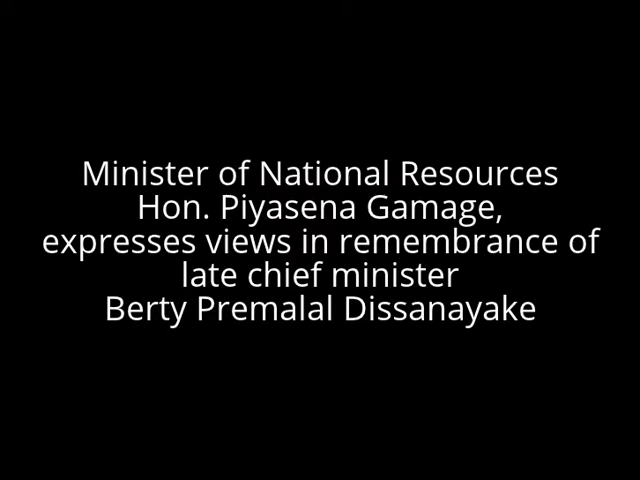 Minister of National Resources
Hon. Piyasena Gamage,
expresses views in remembrance of
late chief minister
Berty Premalal Dissanayake